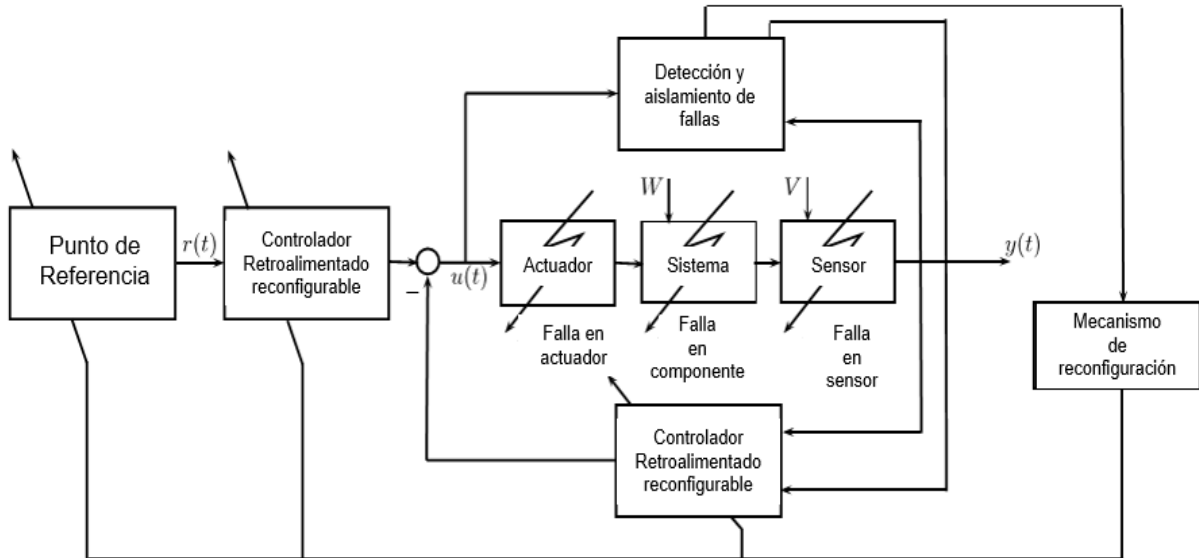 Detección y
aislamiento de
fallas
W
V
Punto de
Referencia
r(t)
Controlador
Retroalimentado
reconfigurable
−
u(t)
Actuador
Sistema
Sensor
y(t)
Falla en
actuador
Falla
en
componente
Falla
en
sensor
Mecanismo
de
reconfiguración
Controlador
Retroalimentado
reconfigurable